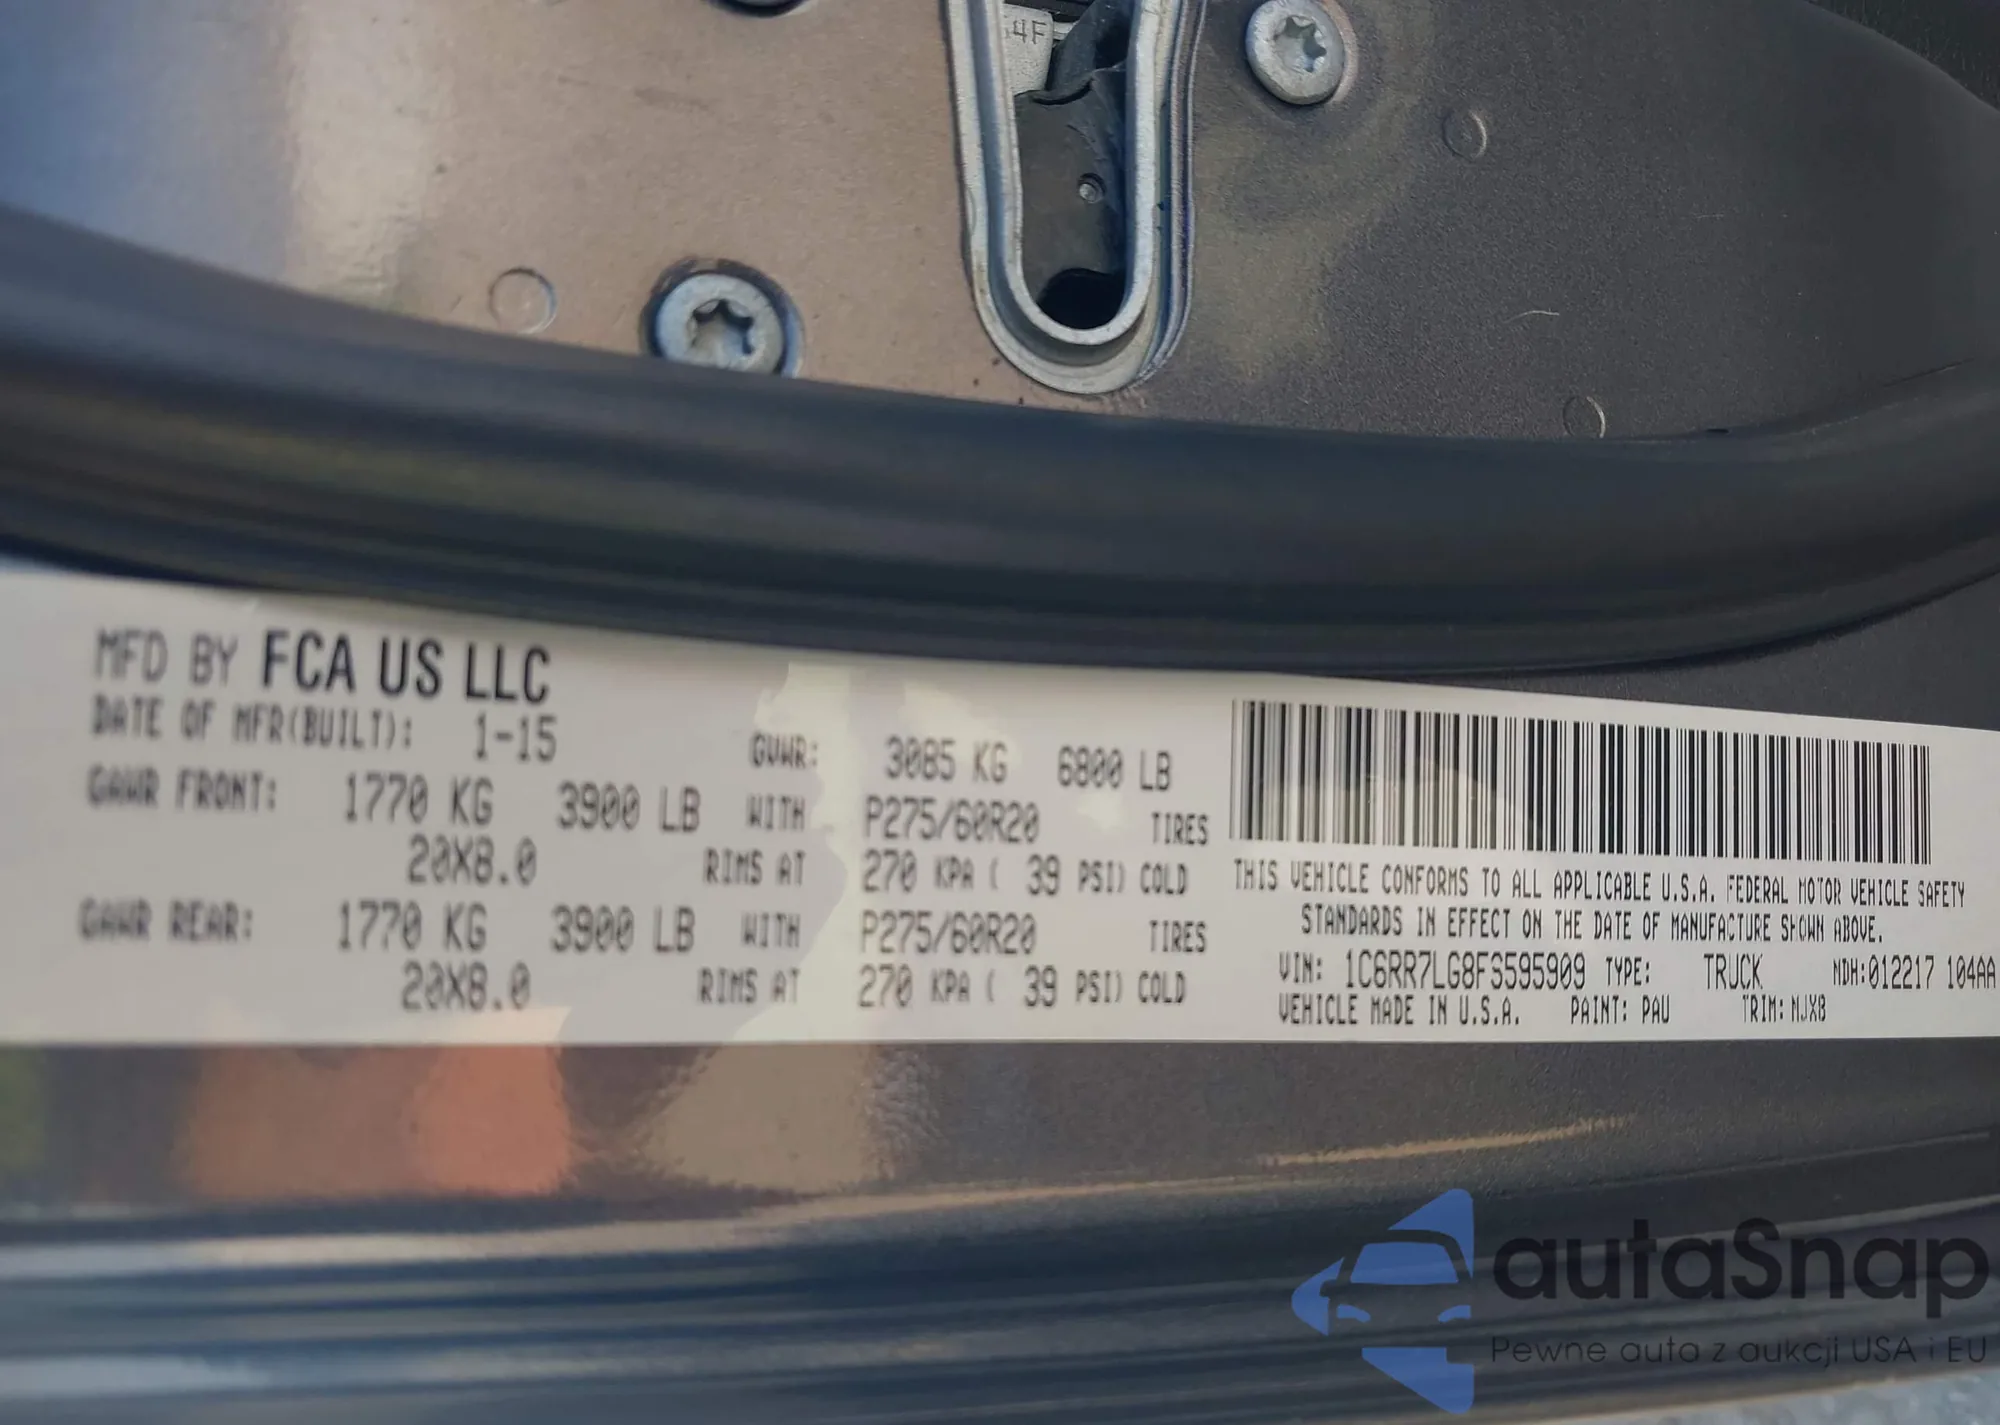 4F
MFD BY FCA US LLC
DATE OF MFR(BUILT): 1-15 GVWR: 3085 KG 6800 LB
GAWR FRONT: 1770 KG 3900 LB WITH P275/60R20 TIRES
20X8.0 RIMS AT 270 KPA ( 39 PSI) COLD
GAWR REAR: 1770 KG 3900 LB WITH P275/60R20 TIRES
20X8.0 RIMS AT 270 KPA ( 39 PSI) COLD
THIS VEHICLE CONFORMS TO ALL APPLICABLE U.S.A. FEDERAL MOTOR VEHICLE SAFETY
STANDARDS IN EFFECT ON THE DATE OF MANUFACTURE SHOWN ABOVE.
VIN: 1C6RR7LG8FS595909 TYPE: TRUCK MDH:012217 104AA
VEHICLE MADE IN U.S.A. PAINT: PAU TRIM: NJX8
autaSnap
Pewne auta z aukcji USA i EU